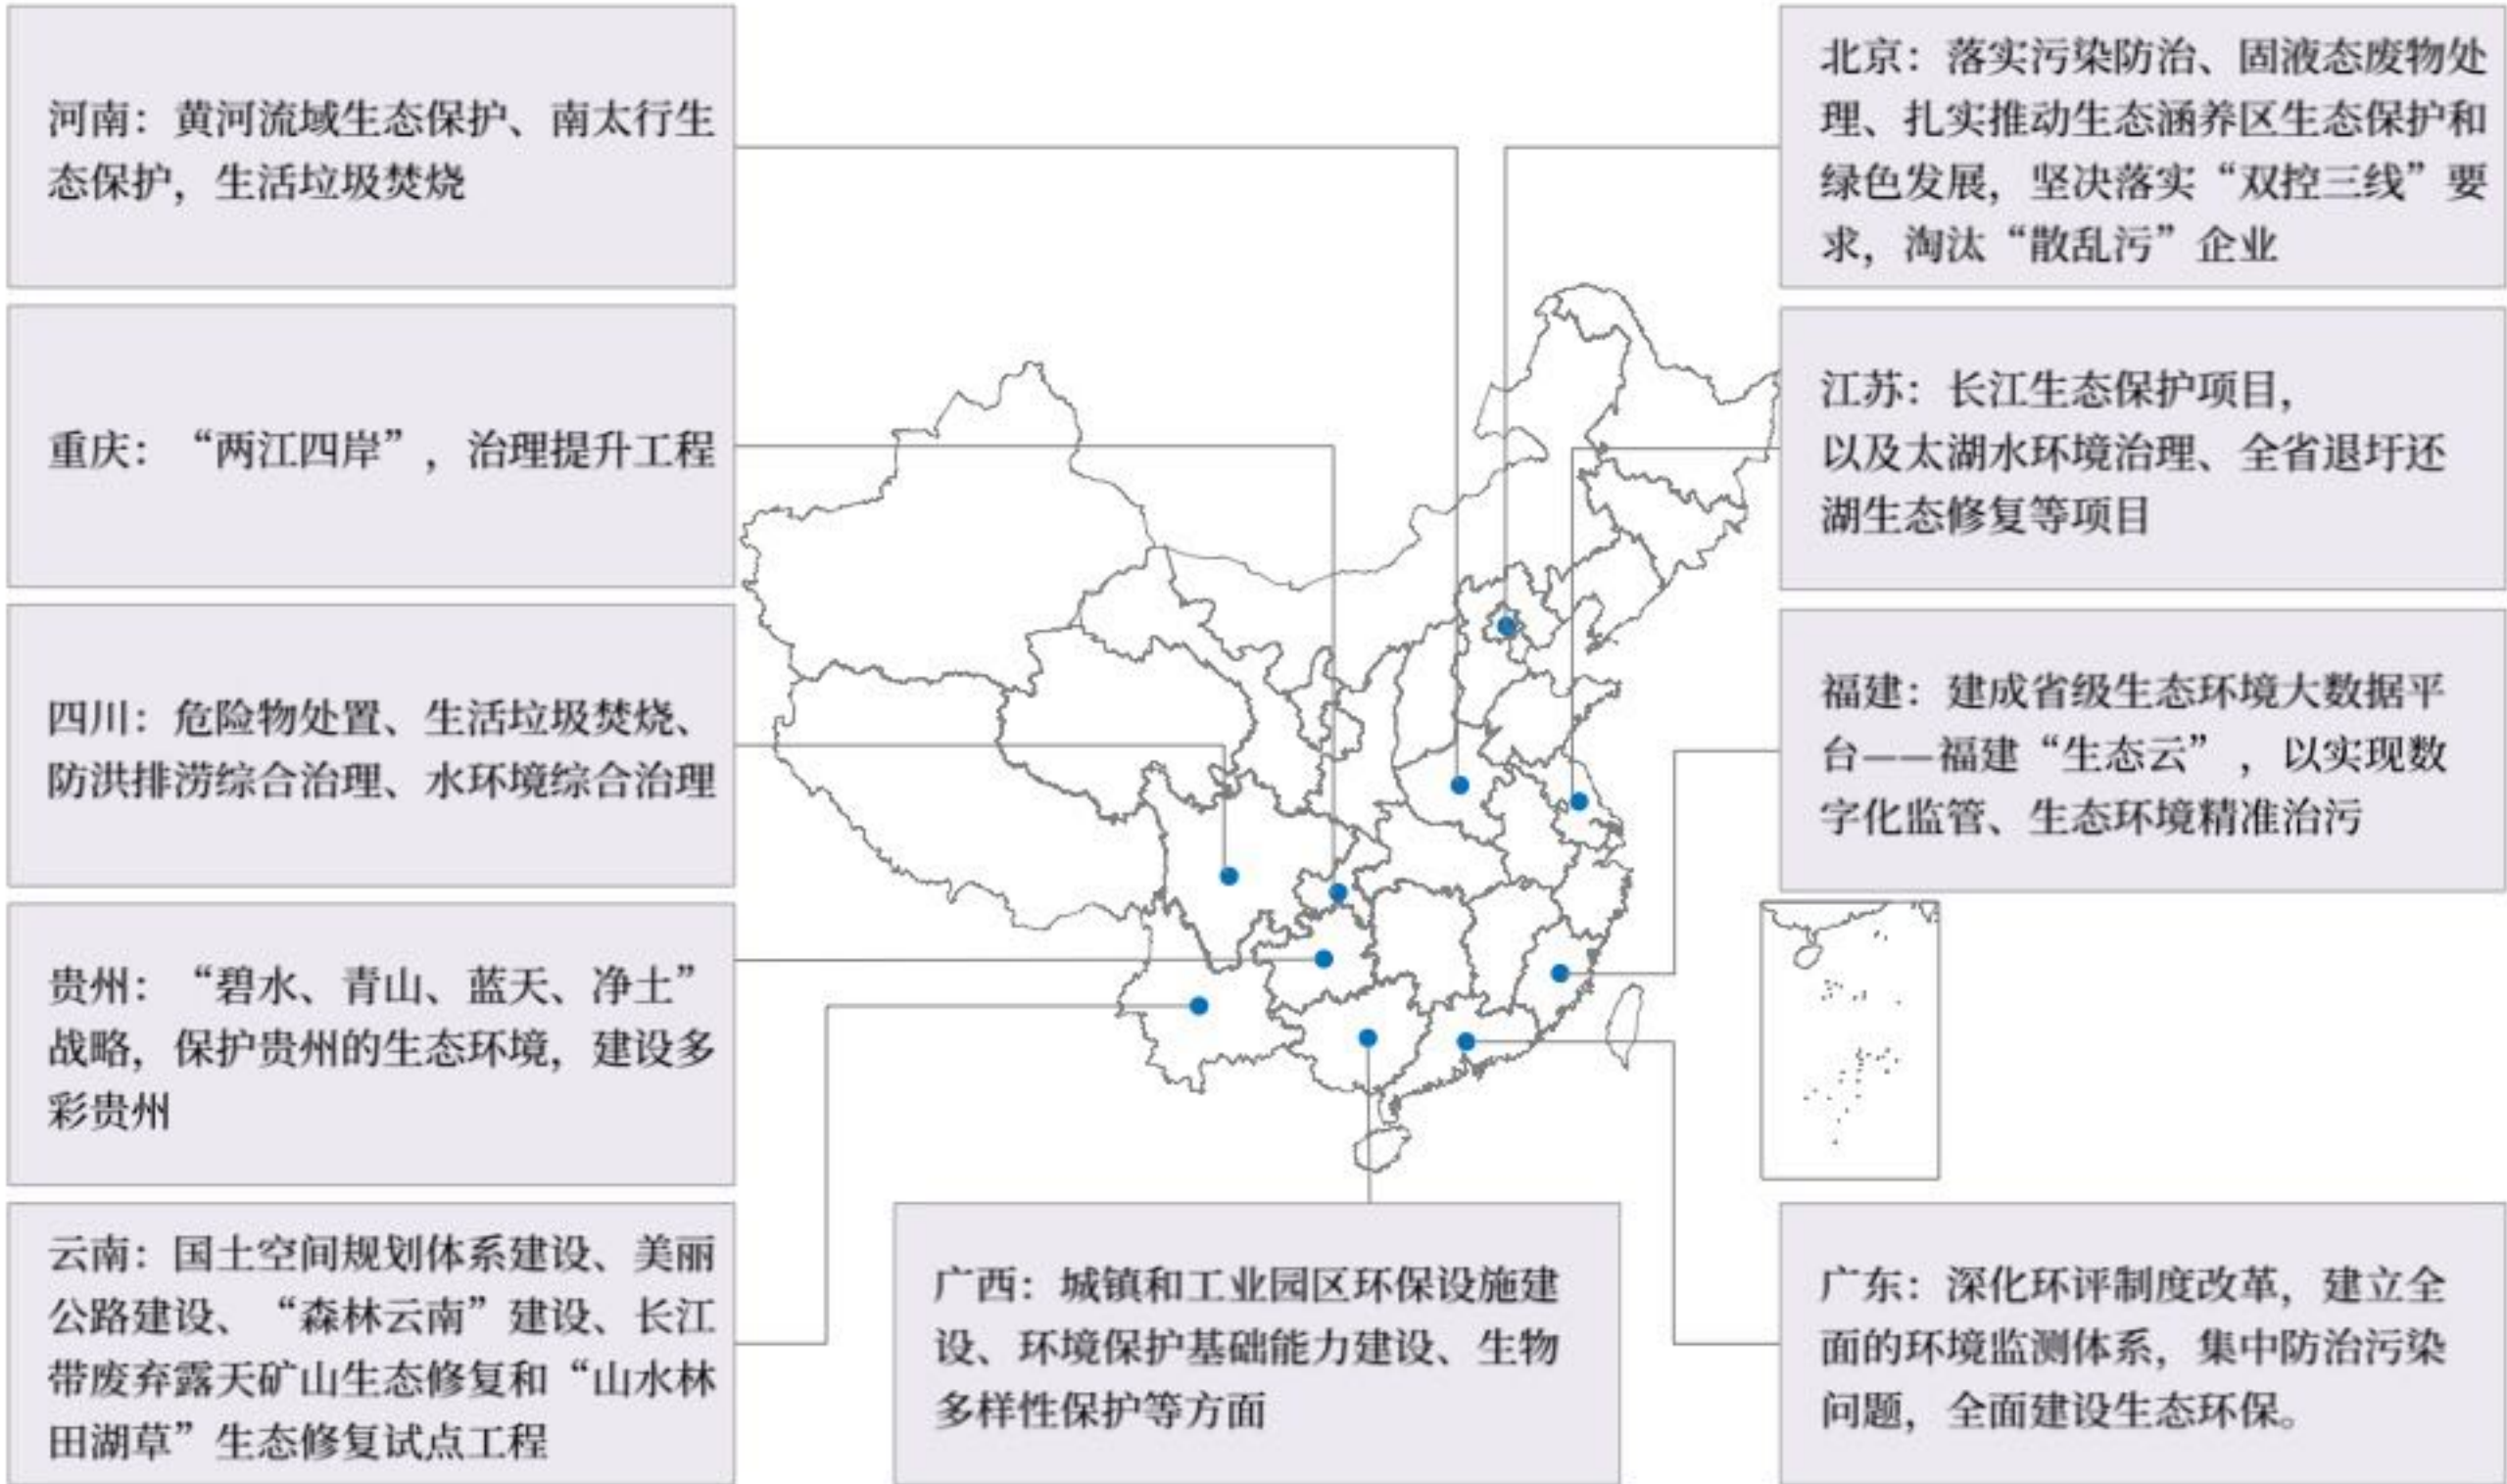 河南：黄河流域生态保护、南太行生
态保护，生活垃圾焚烧
重庆：“两江四岸”，治理提升工程
四川：危险物处置、生活垃圾焚烧、
防洪排涝综合治理、水环境综合治理
贵州：“碧水、青山、蓝天、净土”
战略，保护贵州的生态环境，建设多
彩贵州
云南：国土空间规划体系建设、美丽
公路建设、“森林云南”建设、长江
带废弃露天矿山生态修复和“山水林
田湖草”生态修复试点工程
广西：城镇和工业园区环保设施建
设、环境保护基础能力建设、生物
多样性保护等方面
北京：落实污染防治、固液态废物处
理、扎实推动生态涵养区生态保护和
绿色发展，坚决落实“双控三线”要
求，淘汰“散乱污”企业
江苏：长江生态保护项目，
以及太湖水环境治理、全省退圩还
湖生态修复等项目
福建：建成省级生态环境大数据平
台——福建“生态云”，以实现数
字化监管、生态环境精准治污
广东：深化环评制度改革，建立全
面的环境监测体系，集中防治污染
问题，全面建设生态环保。